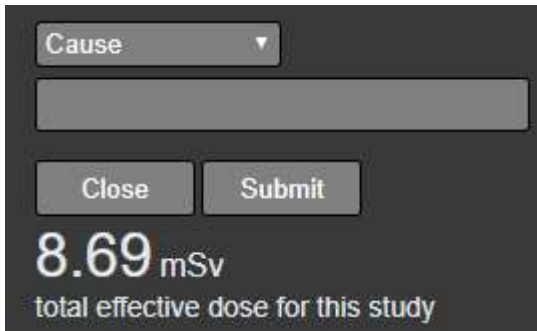 Cause ▼
Close Submit
8.69 mSv
total effective dose for this study